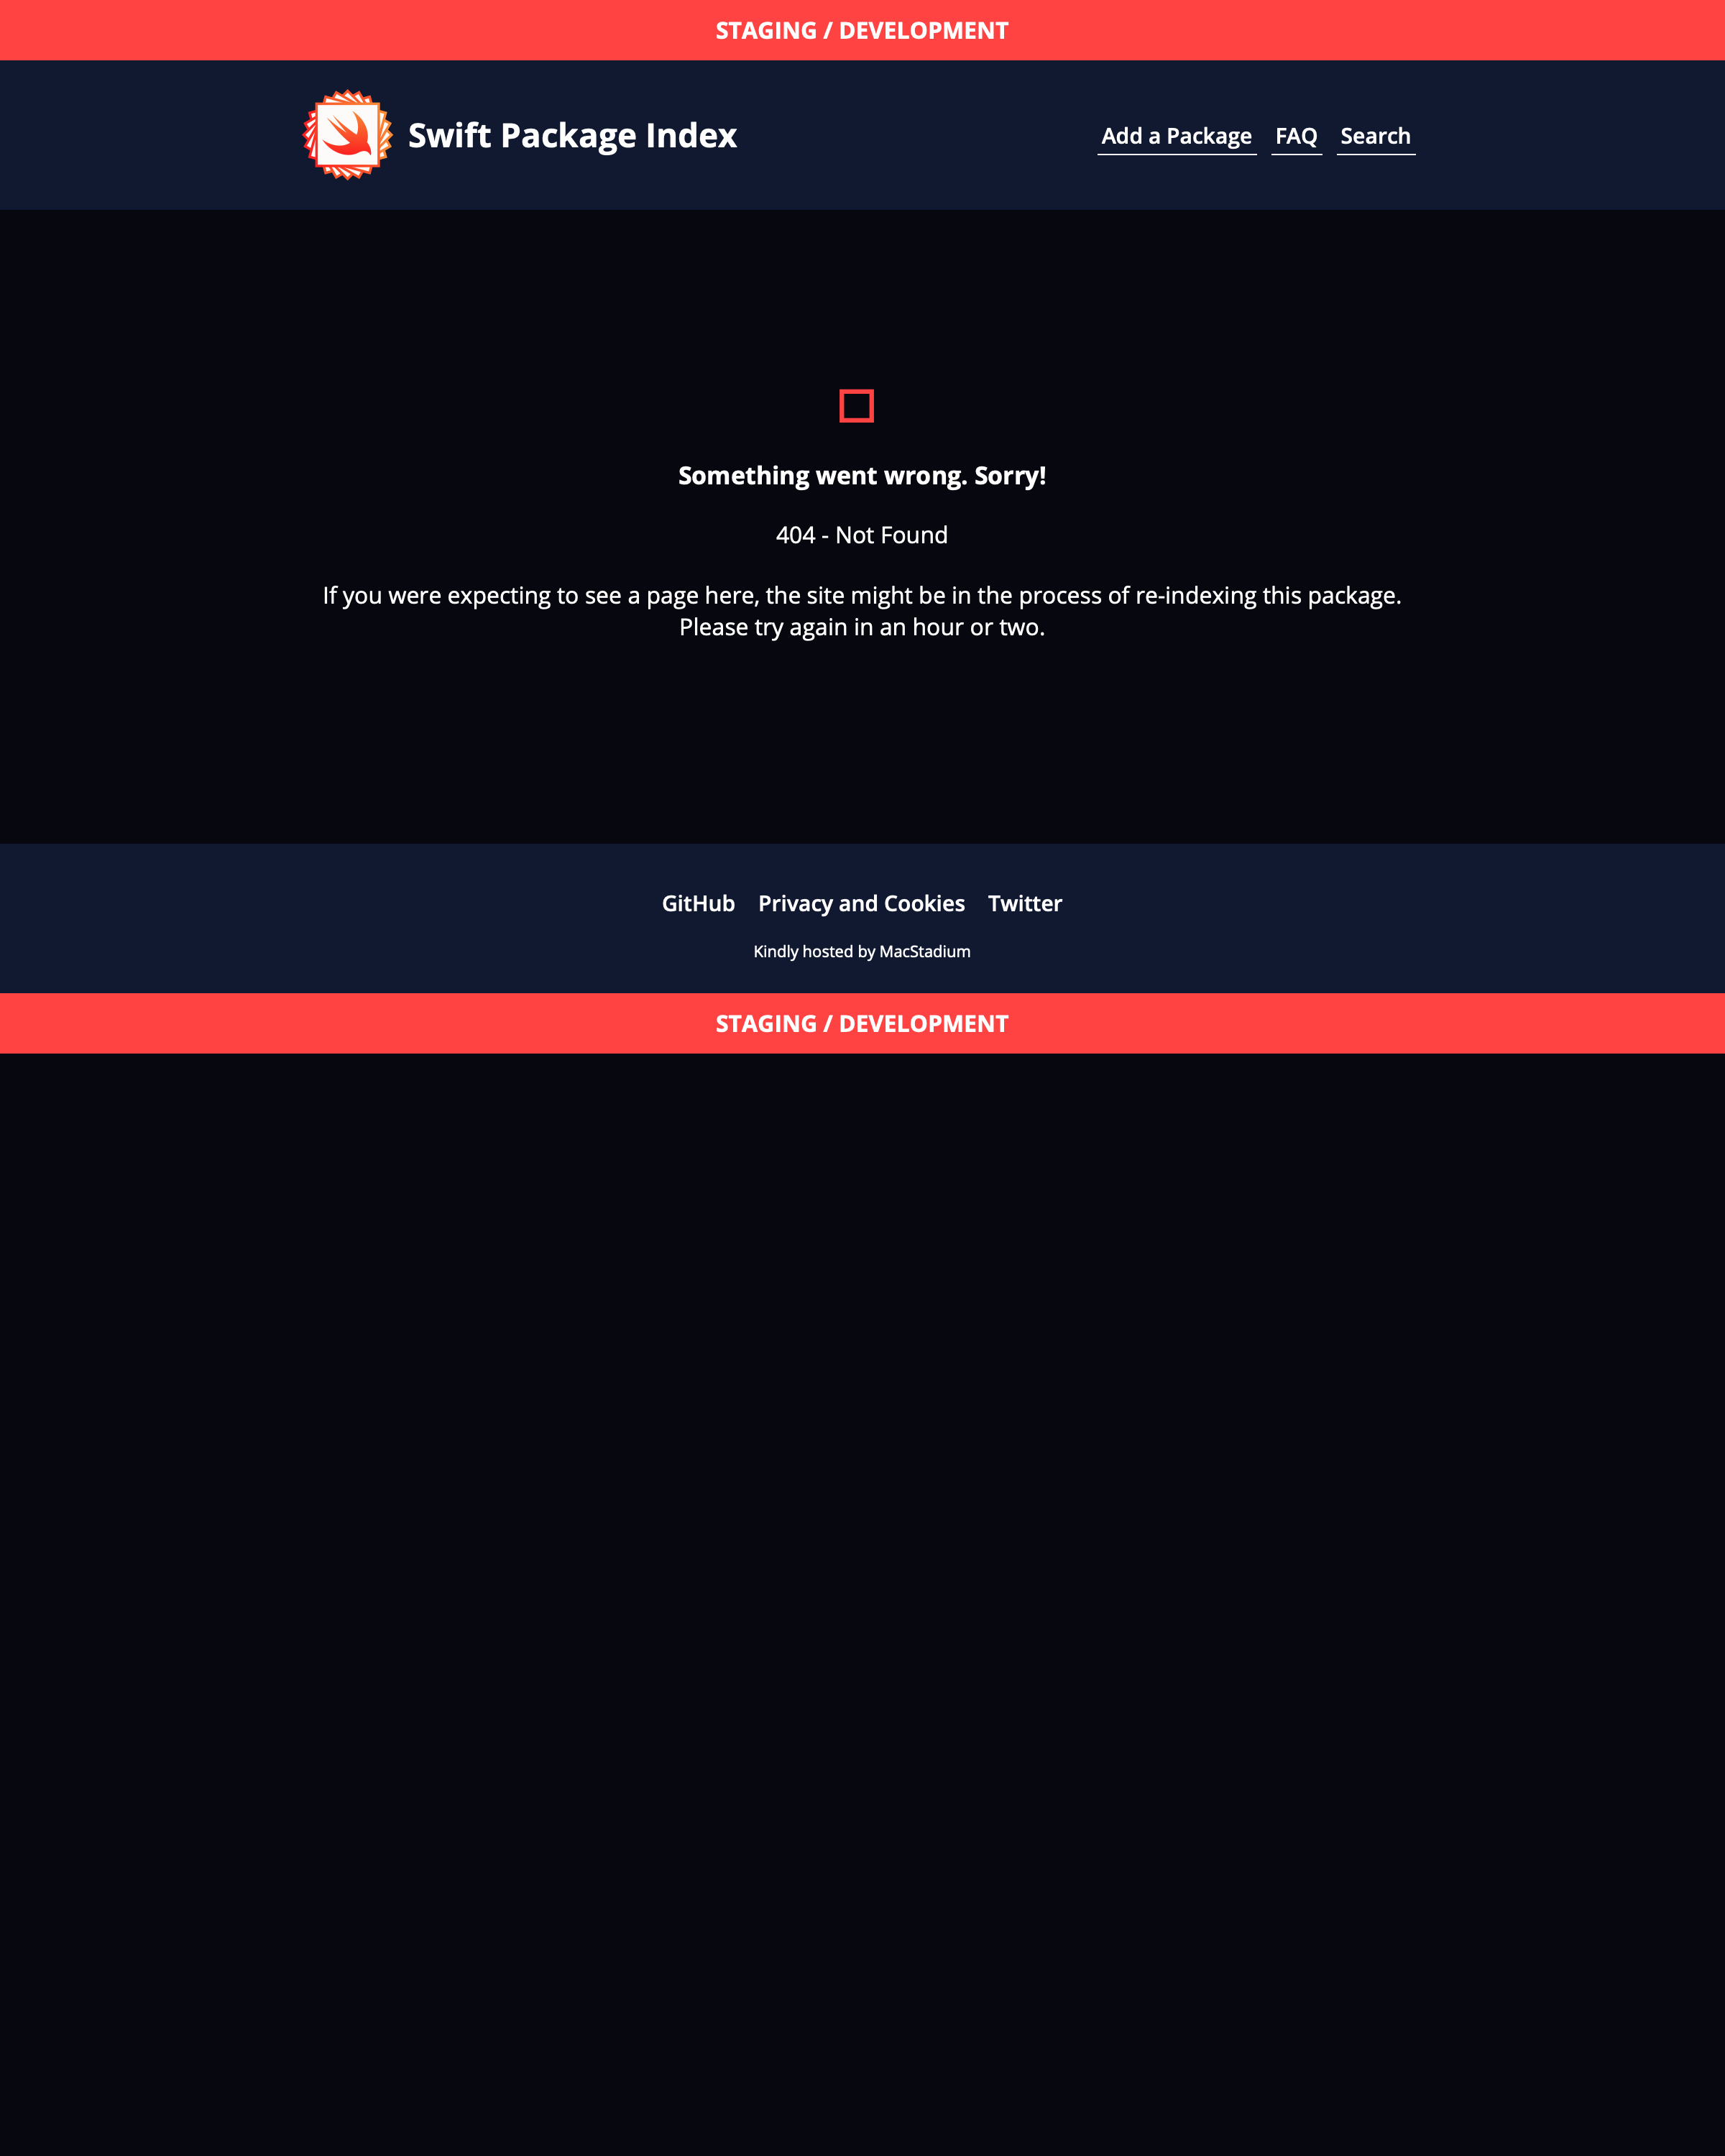 STAGING / DEVELOPMENT
Swift Package Index
Add a Package FAQ Search
Something went wrong. Sorry!
404 - Not Found
If you were expecting to see a page here, the site might be in the process of re-indexing this package.
Please try again in an hour or two.
GitHub Privacy and Cookies Twitter
Kindly hosted by MacStadium
STAGING / DEVELOPMENT